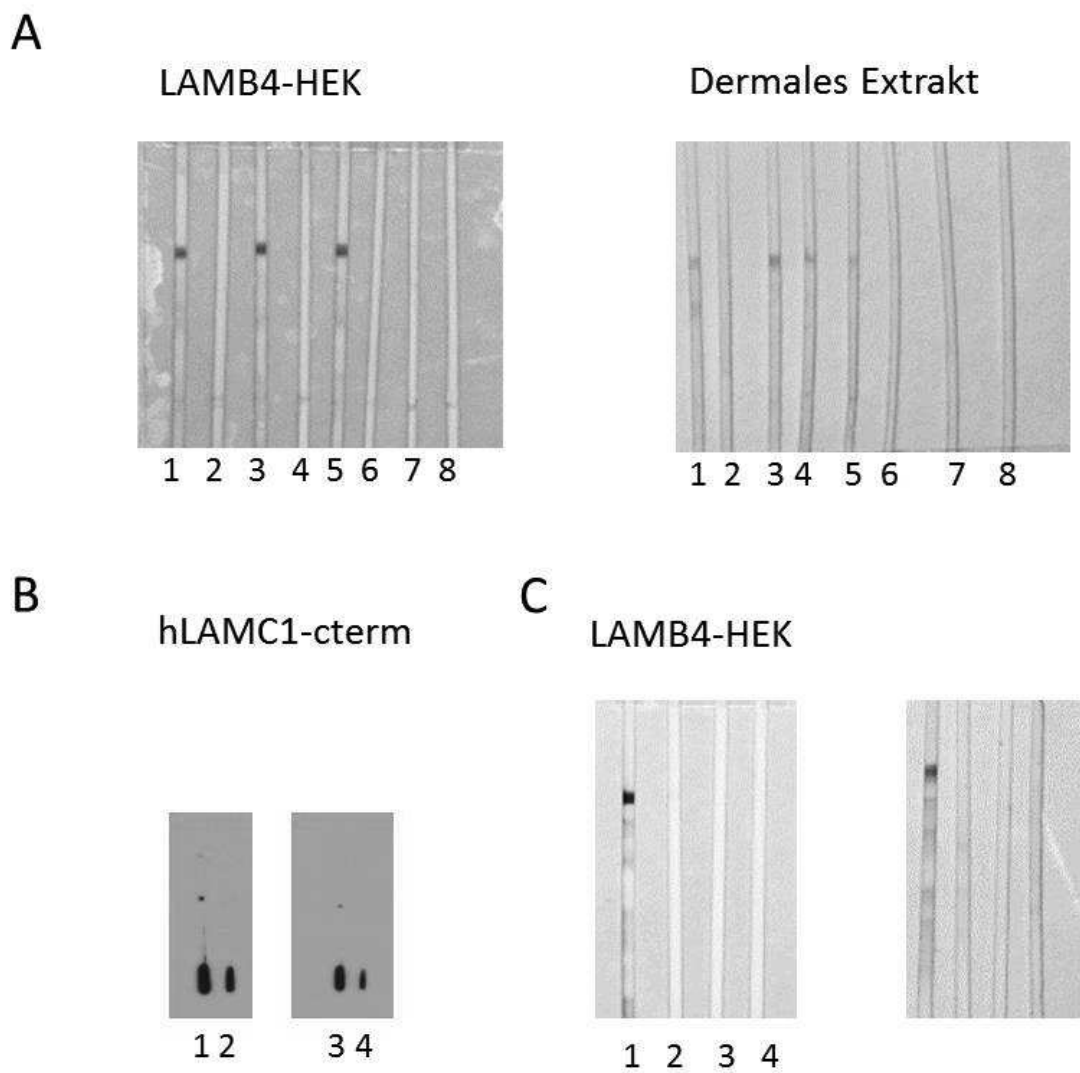 A
LAMB4-HEK
Dermales Extrakt
1 2 3 4 5 6 7 8
1 2 3 4 5 6 7 8
B
C
hLAMC1-cterm
LAMB4-HEK
1 2
3 4
1 2 3 4